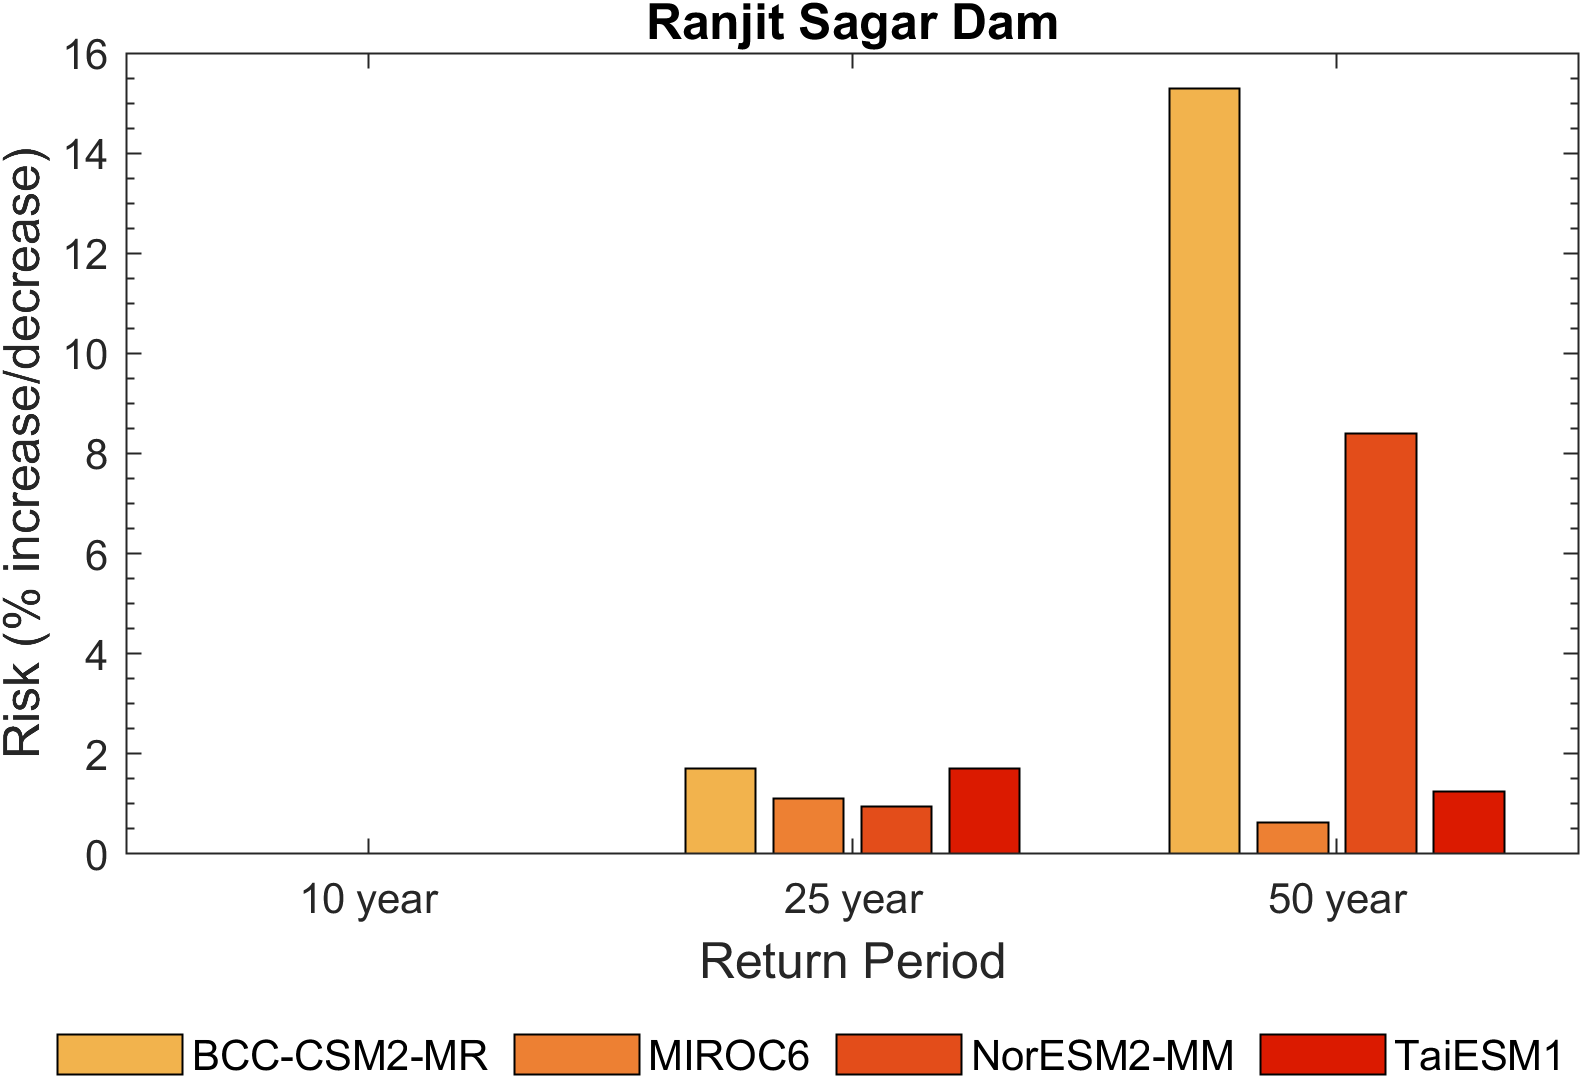 Ranjit Sagar Dam
Risk (% increase/decrease)
16
14
12
10
8
6
4
2
0
10 year
25 year
50 year
Return Period
BCC-CSM2-MR
MIROC6
NorESM2-MM
TaiESM1